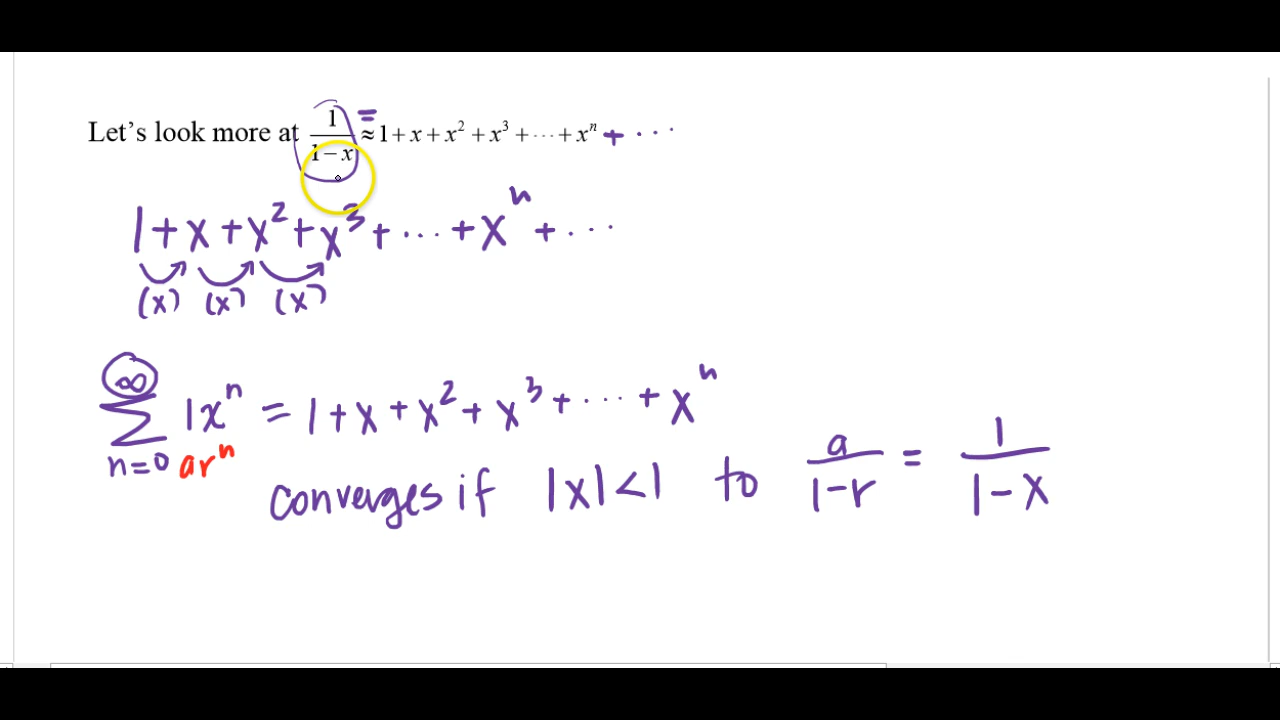 Let's look more at 1/(1−x) =≈ 1+x+x²+x³+⋯+xⁿ + ⋯
1+x+x²+x³+⋯+xⁿ+⋯
(x) (x) (x)
∞
∑ 1xⁿ = 1+x+x²+x³+⋯+xⁿ
n=0 arⁿ
converges if |x|<1 to a/(1−r) = 1/(1−x)